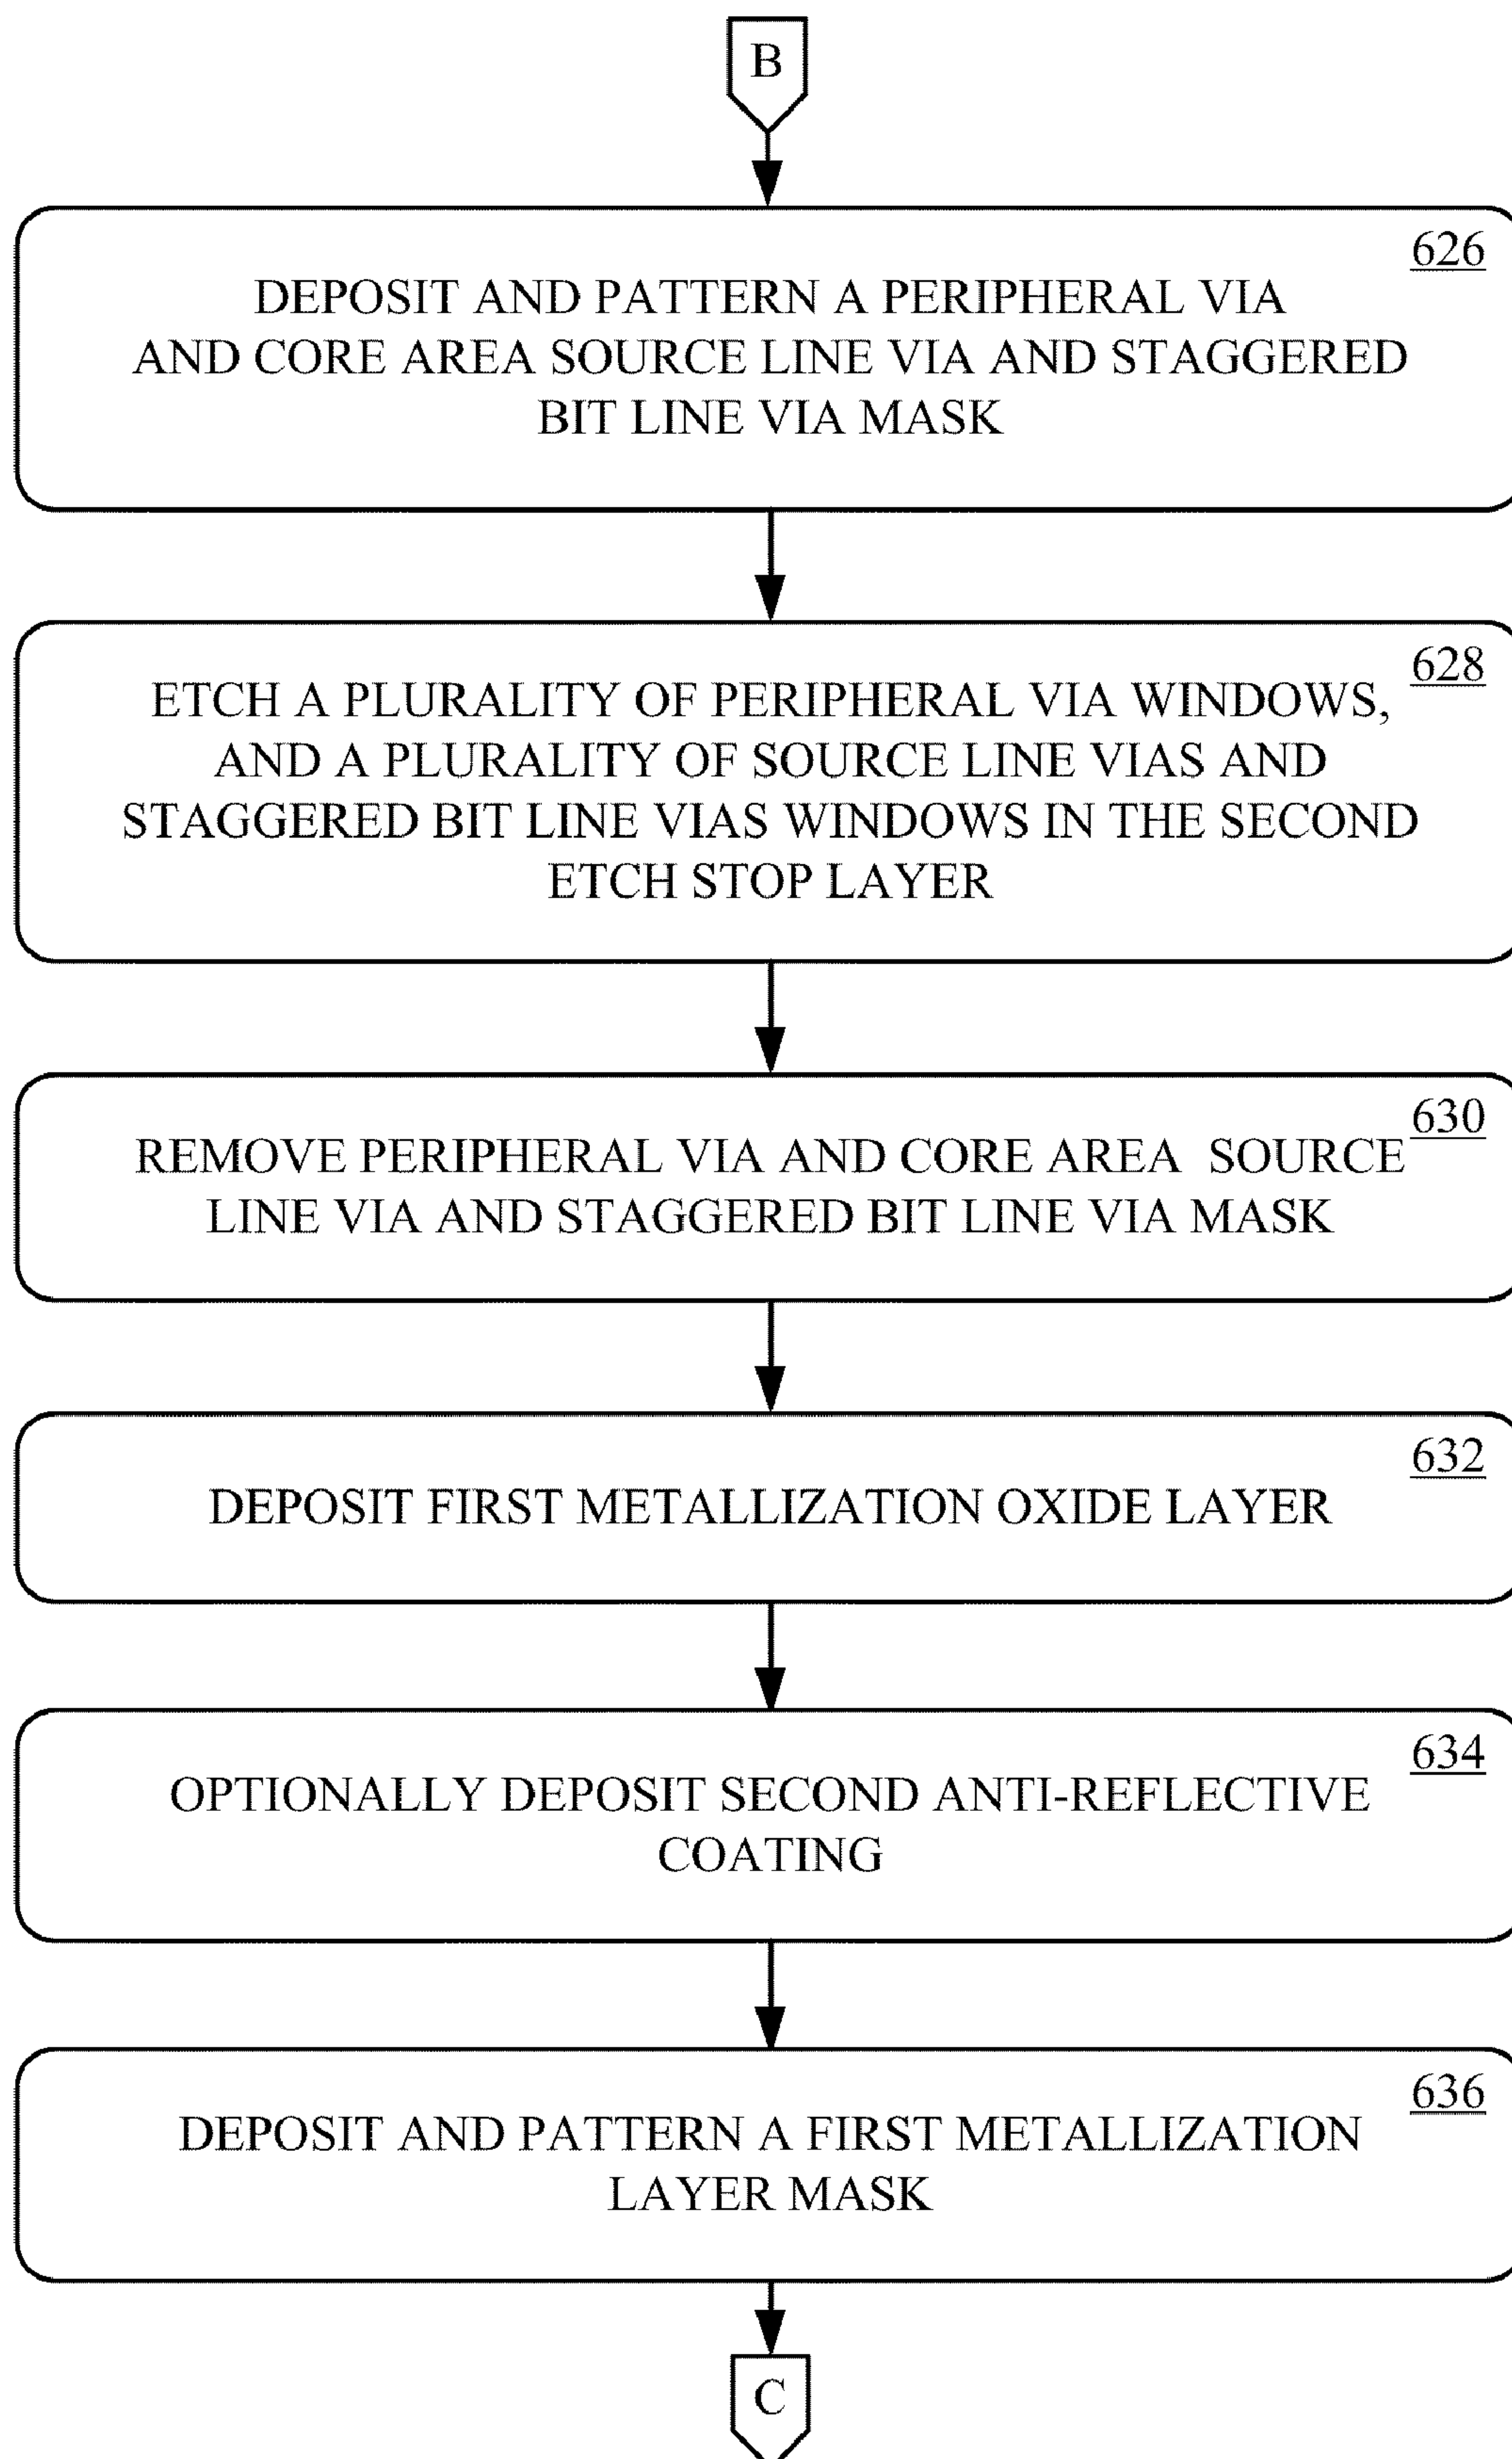 B
626
DEPOSIT AND PATTERN A PERIPHERAL VIA
AND CORE AREA SOURCE LINE VIA AND STAGGERED
BIT LINE VIA MASK
628
ETCH A PLURALITY OF PERIPHERAL VIA WINDOWS,
AND A PLURALITY OF SOURCE LINE VIAS AND
STAGGERED BIT LINE VIAS WINDOWS IN THE SECOND
ETCH STOP LAYER
630
REMOVE PERIPHERAL VIA AND CORE AREA SOURCE
LINE VIA AND STAGGERED BIT LINE VIA MASK
632
DEPOSIT FIRST METALLIZATION OXIDE LAYER
634
OPTIONALLY DEPOSIT SECOND ANTI-REFLECTIVE
COATING
636
DEPOSIT AND PATTERN A FIRST METALLIZATION
LAYER MASK
C